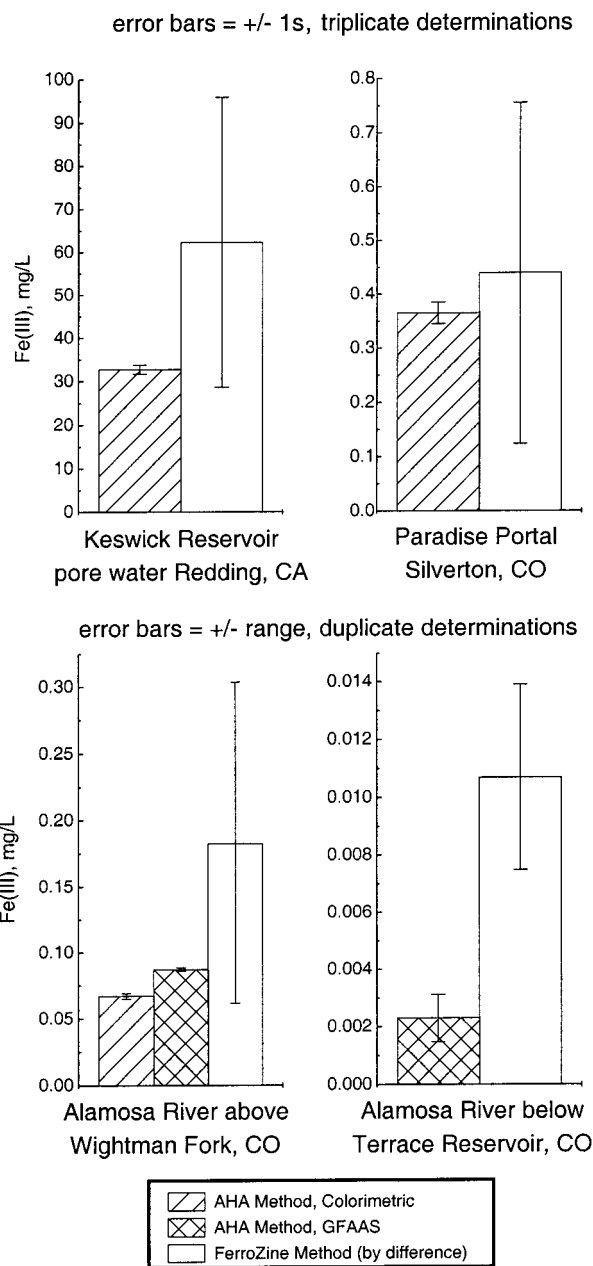 error bars = +/- 1s, triplicate determinations
Fe(III), mg/L
100
90
80
70
60
50
40
30
20
10
0
Keswick Reservoir
pore water Redding, CA
0.8
0.7
0.6
0.5
0.4
0.3
0.2
0.1
0.0
Paradise Portal
Silverton, CO
error bars = +/- range, duplicate determinations
Fe(III), mg/L
0.30
0.25
0.20
0.15
0.10
0.05
0.00
Alamosa River above
Wightman Fork, CO
0.014
0.012
0.010
0.008
0.006
0.004
0.002
0.000
Alamosa River below
Terrace Reservoir, CO
AHA Method, Colorimetric
AHA Method, GFAAS
FerroZine Method (by difference)